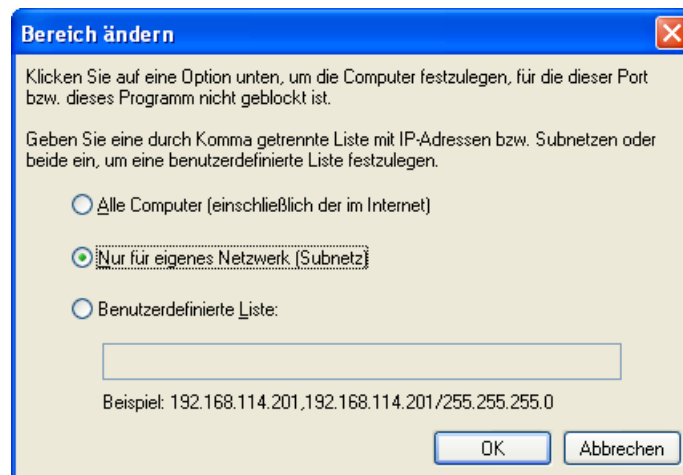 Bereich ändern
Klicken Sie auf eine Option unten, um die Computer festzulegen, für die dieser Port
bzw. dieses Programm nicht geblockt ist.
Geben Sie eine durch Komma getrennte Liste mit IP-Adressen bzw. Subnetzen oder
beide ein, um eine benutzerdefinierte Liste festzulegen.
Alle Computer (einschließlich der im Internet)
Nur für eigenes Netzwerk (Subnetz)
Benutzerdefinierte Liste:
Beispiel: 192.168.114.201,192.168.114.201/255.255.255.0
OK Abbrechen